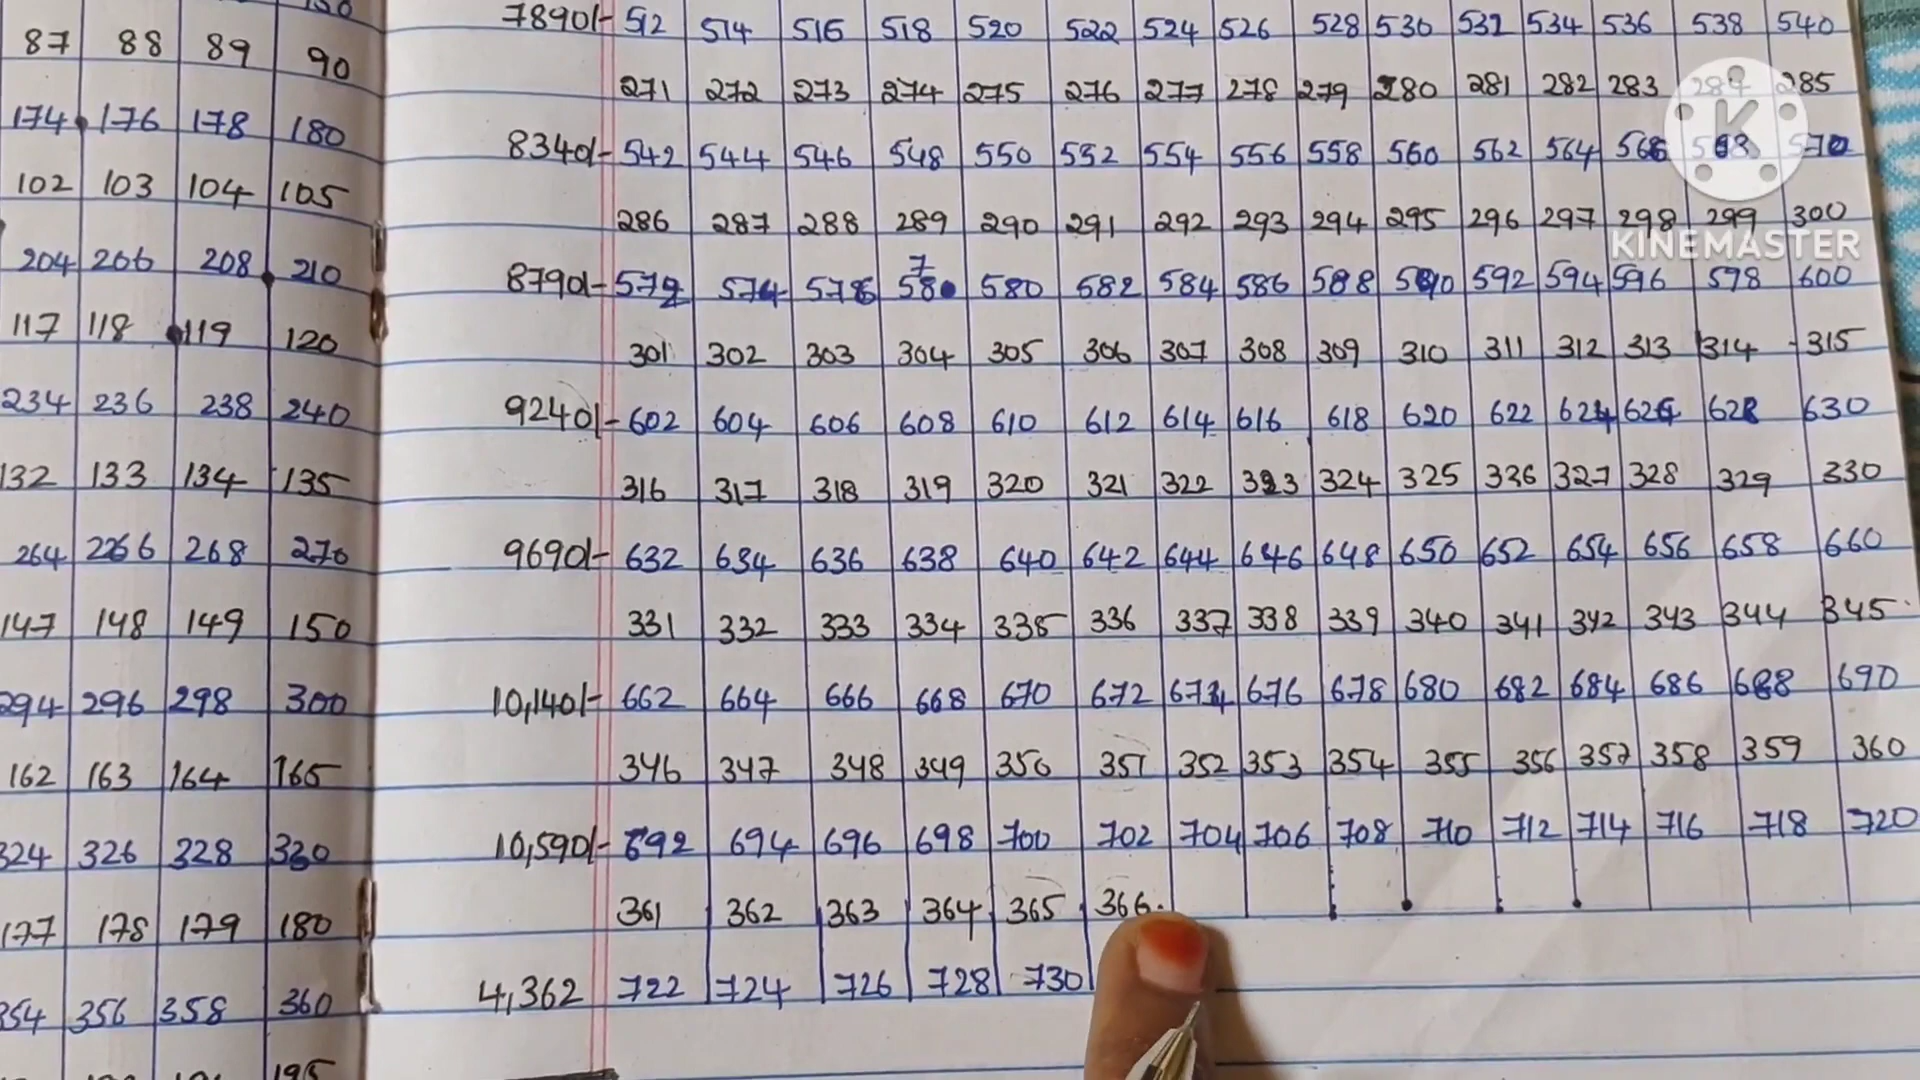 87 88 89 90
174 176 178 180
102 103 104 105
204 206 208 210
117 118 119 120
234 236 238 240
132 133 134 135
264 266 268 270
147 148 149 150
294 296 298 300
162 163 164 165
324 326 328 330
177 178 179 180
354 356 358 360
195
7890/- 512 514 516 518 520 522 524 526 528 530 532 534 536 538 540
271 272 273 274 275 276 277 278 279 280 281 282 283 284 285
8340/- 542 544 546 548 550 552 554 556 558 560 562 564 566 568 570
286 287 288 289 290 291 292 293 294 295 296 297 298 299 300
KINEMASTER
8790/- 572 574 576 578 580 582 584 586 588 590 592 594 596 598 600
301 302 303 304 305 306 307 308 309 310 311 312 313 314 315
9240/- 602 604 606 608 610 612 614 616 618 620 622 624 626 628 630
316 317 318 319 320 321 322 323 324 325 336 327 328 329 330
9690/- 632 634 636 638 640 642 644 646 648 650 652 654 656 658 660
331 332 333 334 335 336 337 338 339 340 341 342 343 344 345
10,140/- 662 664 666 668 670 672 674 676 678 680 682 684 686 688 690
346 347 348 349 350 351 352 353 354 355 356 357 358 359 360
10,590/- 692 694 696 698 700 702 704 706 708 710 712 714 716 718 720
361 362 363 364 365 366
4,362 722 724 726 728 730